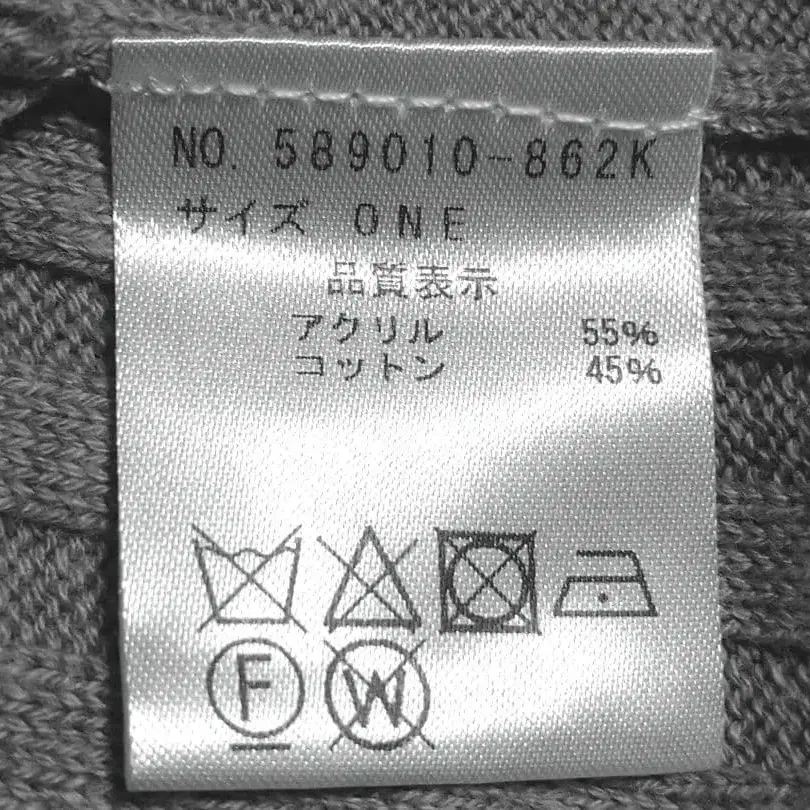 NO. 589010-862K
サイズ ONE
品質表示
アクリル 55%
コットン 45%
F W